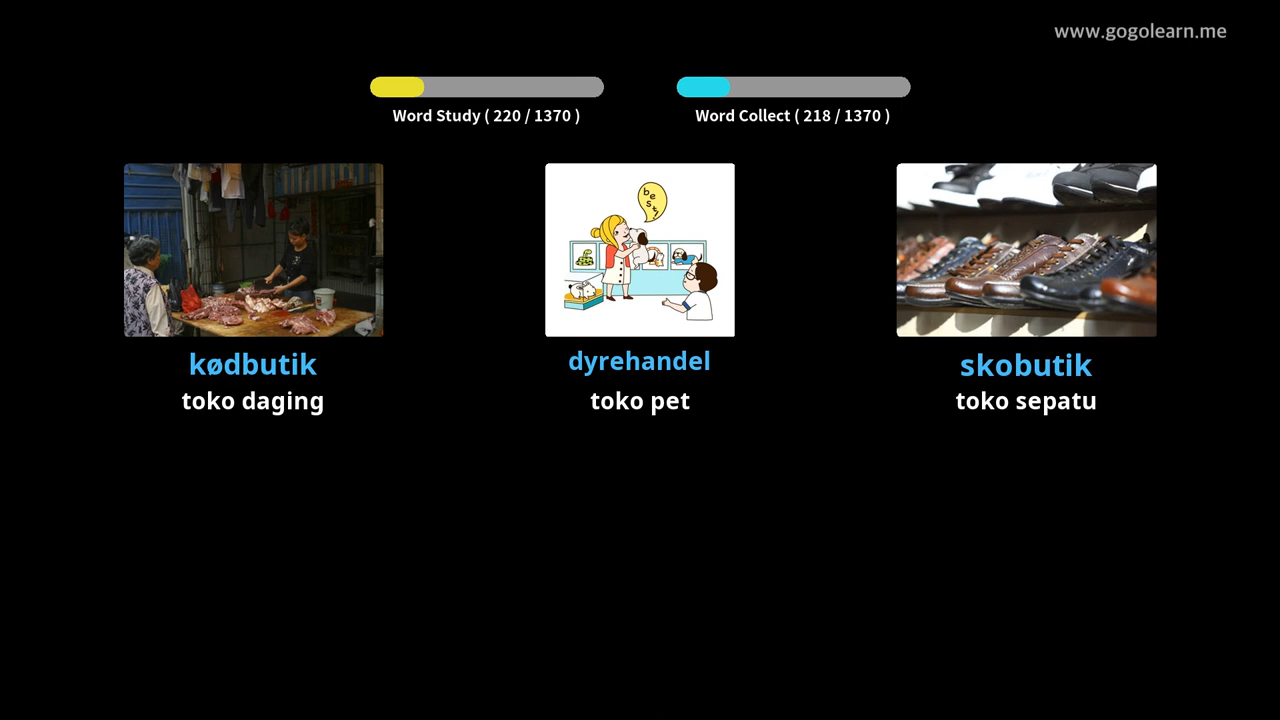 www.gogolearn.me
Word Study ( 220 / 1370 )
Word Collect ( 218 / 1370 )
best
kødbutik
dyrehandel
skobutik
toko daging
toko pet
toko sepatu